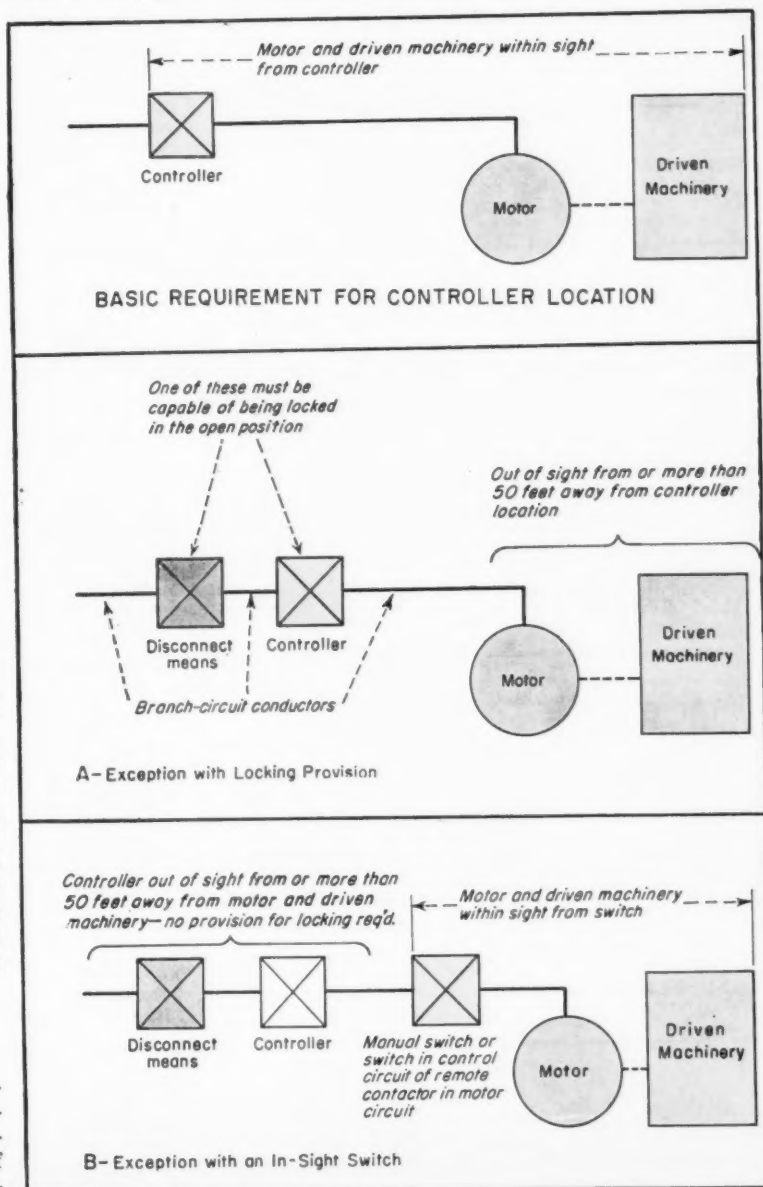 Motor and driven machinery within sight
from controller
Controller
Motor
Driven
Machinery
BASIC REQUIREMENT FOR CONTROLLER LOCATION
One of these must be
capable of being locked
in the open position
Out of sight from or more than
50 feet away from controller
location
Disconnect
means
Controller
Branch-circuit conductors
Motor
Driven
Machinery
A-Exception with Locking Provision
Controller out of sight from or more than
50 feet away from motor and driven
machinery—no provision for locking req'd.
Motor and driven machinery
within sight from switch
Disconnect
means
Controller
Manual switch or
switch in control
circuit of remote
contactor in motor
circuit
Motor
Driven
Machinery
B-Exception with an In-Sight Switch